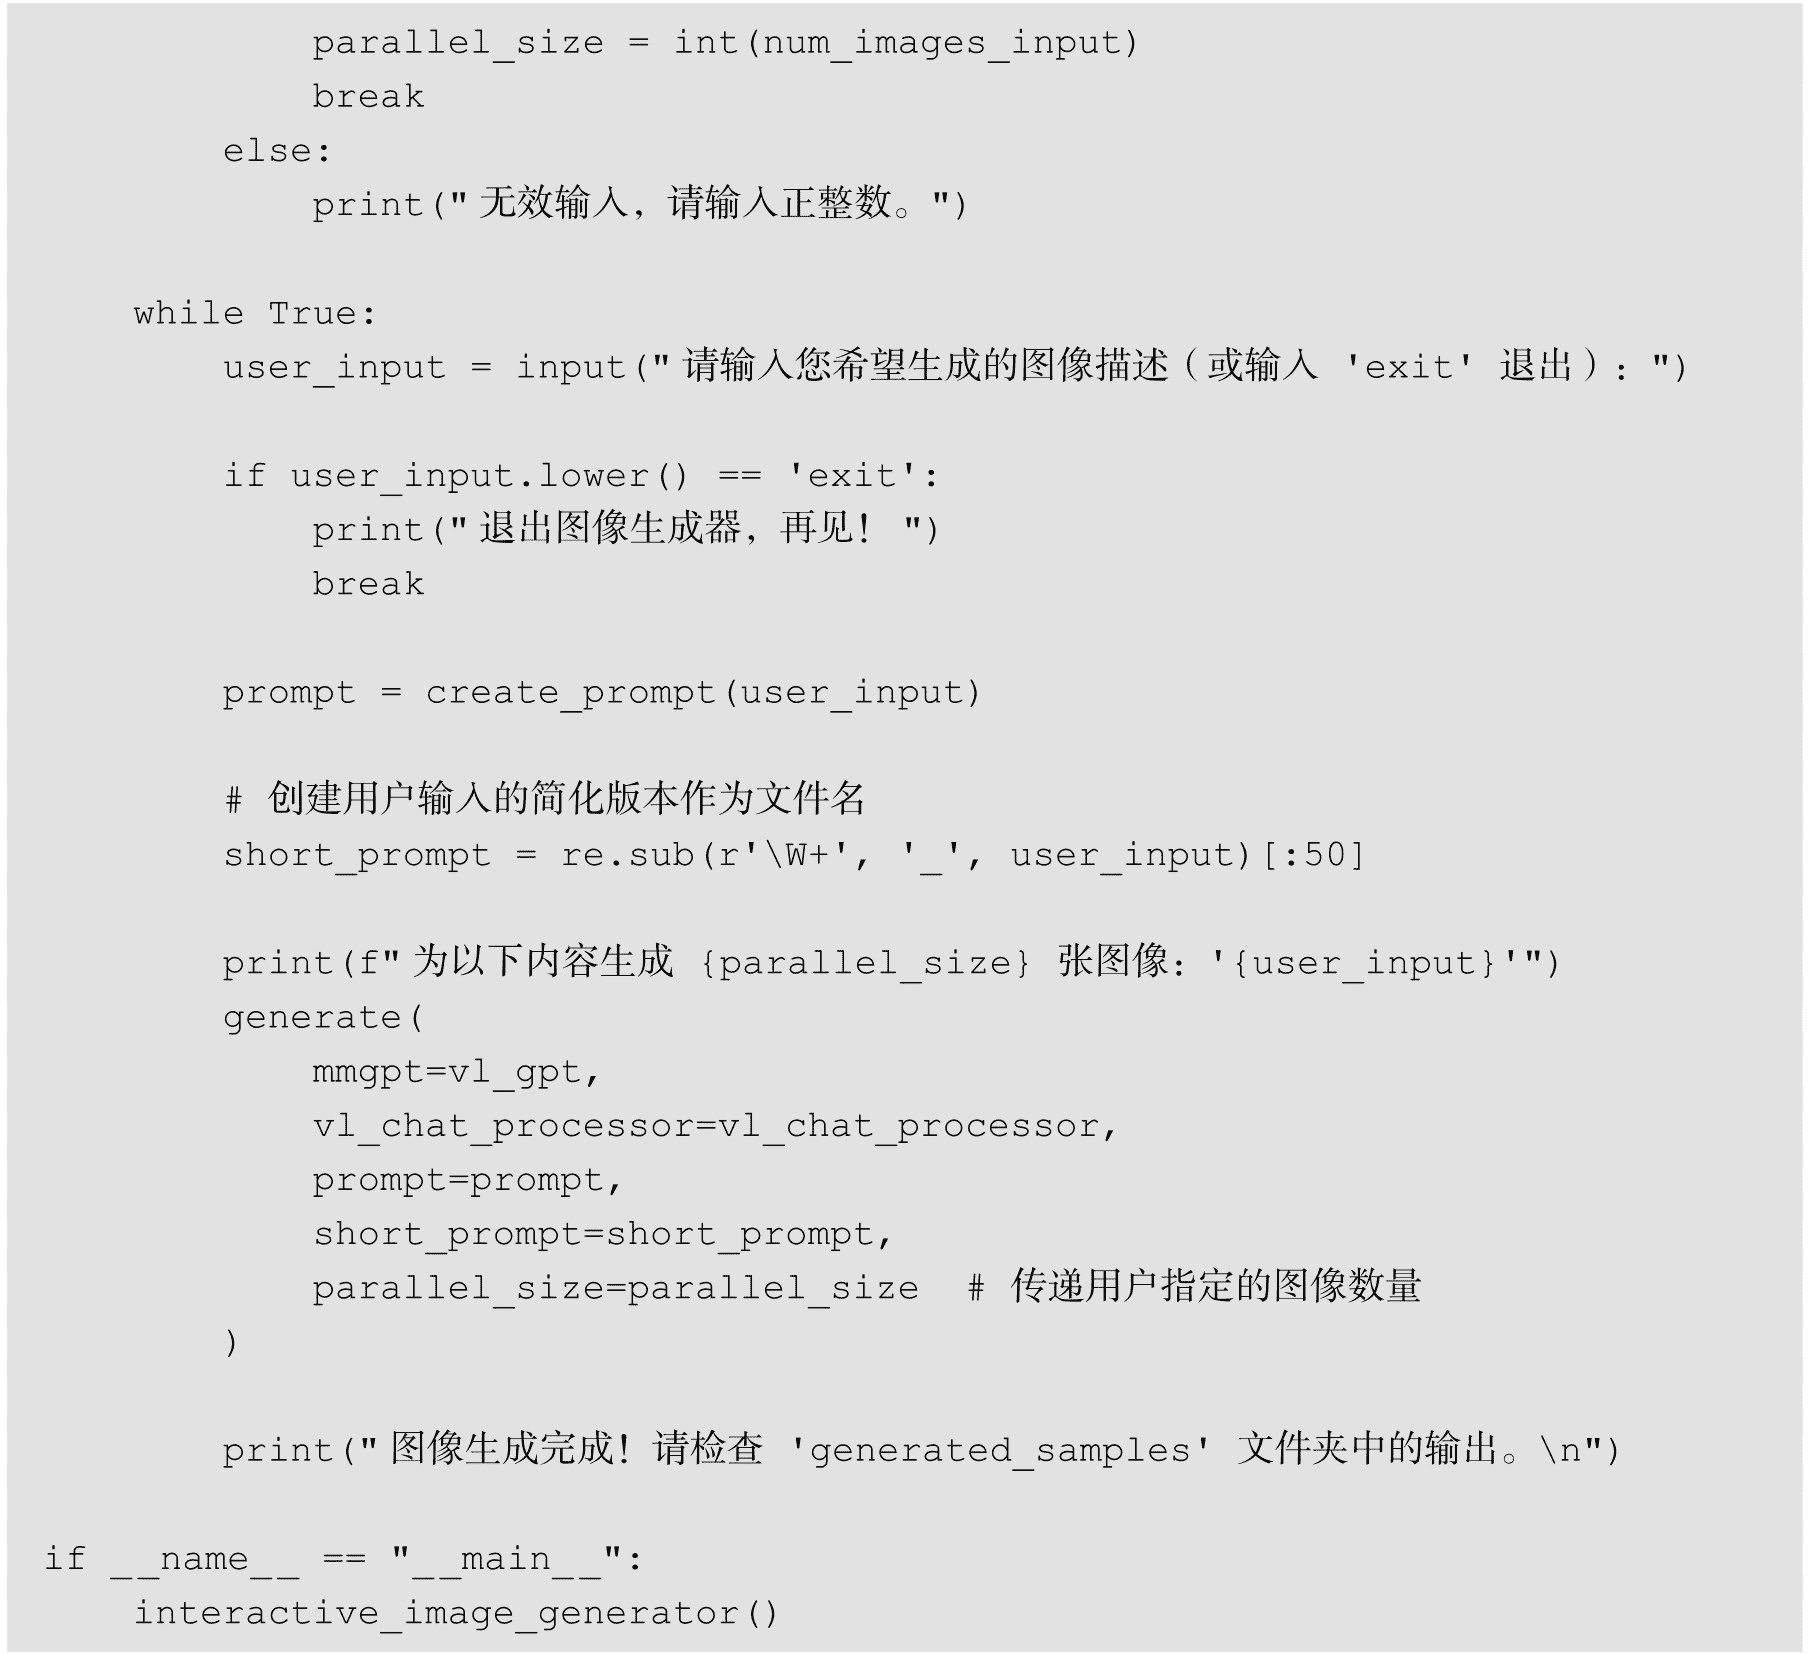 parallel_size = int(num_images_input)
            break
        else:
            print("无效输入，请输入正整数。")

    while True:
        user_input = input("请输入您希望生成的图像描述（或输入 'exit' 退出）：")

        if user_input.lower() == 'exit':
            print("退出图像生成器，再见！")
            break

        prompt = create_prompt(user_input)

        # 创建用户输入的简化版本作为文件名
        short_prompt = re.sub(r'\W+', '_', user_input)[:50]

        print(f"为以下内容生成 {parallel_size} 张图像：'{user_input}'")
        generate(
            mmgpt=vl_gpt,
            vl_chat_processor=vl_chat_processor,
            prompt=prompt,
            short_prompt=short_prompt,
            parallel_size=parallel_size  # 传递用户指定的图像数量
        )

        print("图像生成完成！请检查 'generated_samples' 文件夹中的输出。\n")

if __name__ == "__main__":
    interactive_image_generator()